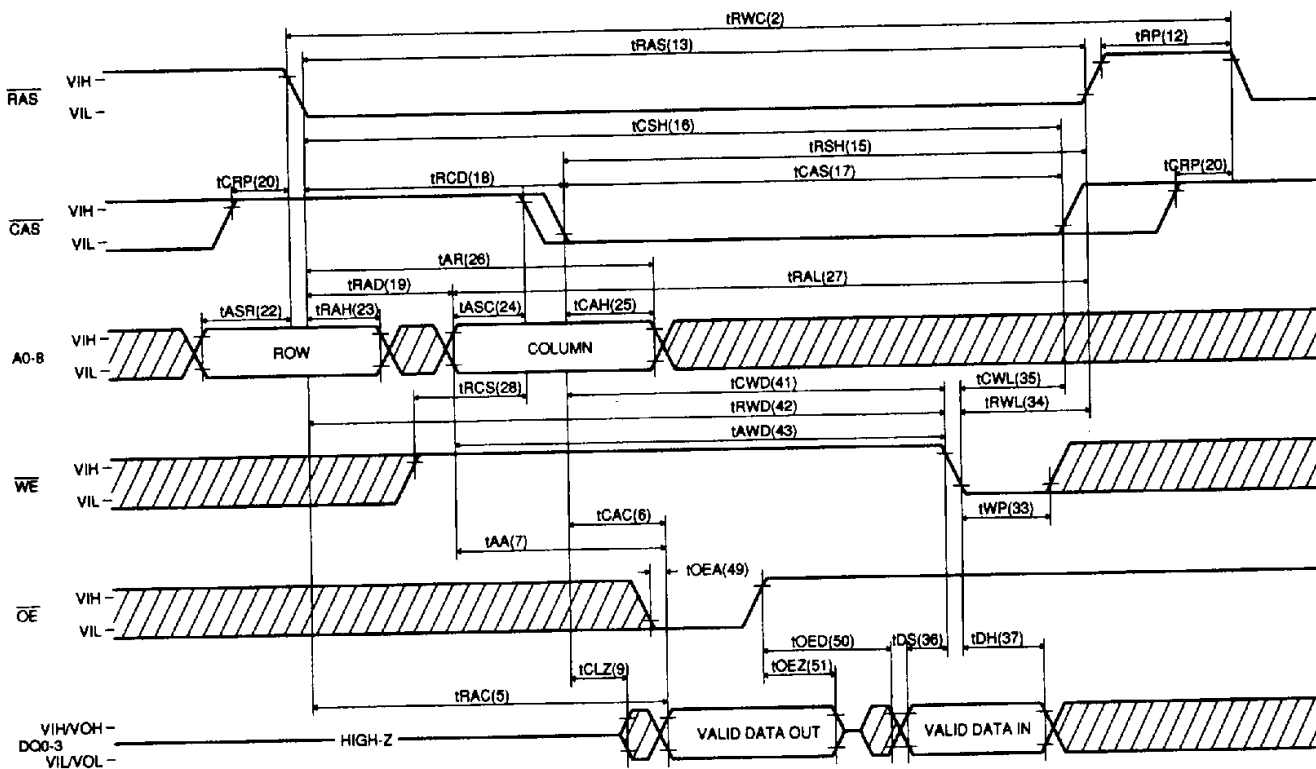 tRWC(2)
tRAS(13)
tRP(12)
VIH
RAS
VIL
tCSH(16)
tRSH(15)
tCRP(20)
tRCD(18)
tCAS(17)
tCRP(20)
VIH
CAS
VIL
tAR(26)
tRAD(19)
tRAL(27)
tASR(22)
tRAH(23)
tASC(24)
tCAH(25)
VIH
A0-8
VIL
ROW
COLUMN
tRCS(28)
tCWD(41)
tCWL(35)
tRWD(42)
tRWL(34)
tAWD(43)
VIH
WE
VIL
tWP(33)
tCAC(6)
tAA(7)
tOEA(49)
VIH
OE
VIL
tOED(50)
tDS(36)
tDH(37)
tCLZ(9)
tOEZ(51)
tRAC(5)
VIH/VOH
DQ0-3
VIL/VOL
HIGH-Z
VALID DATA OUT
VALID DATA IN